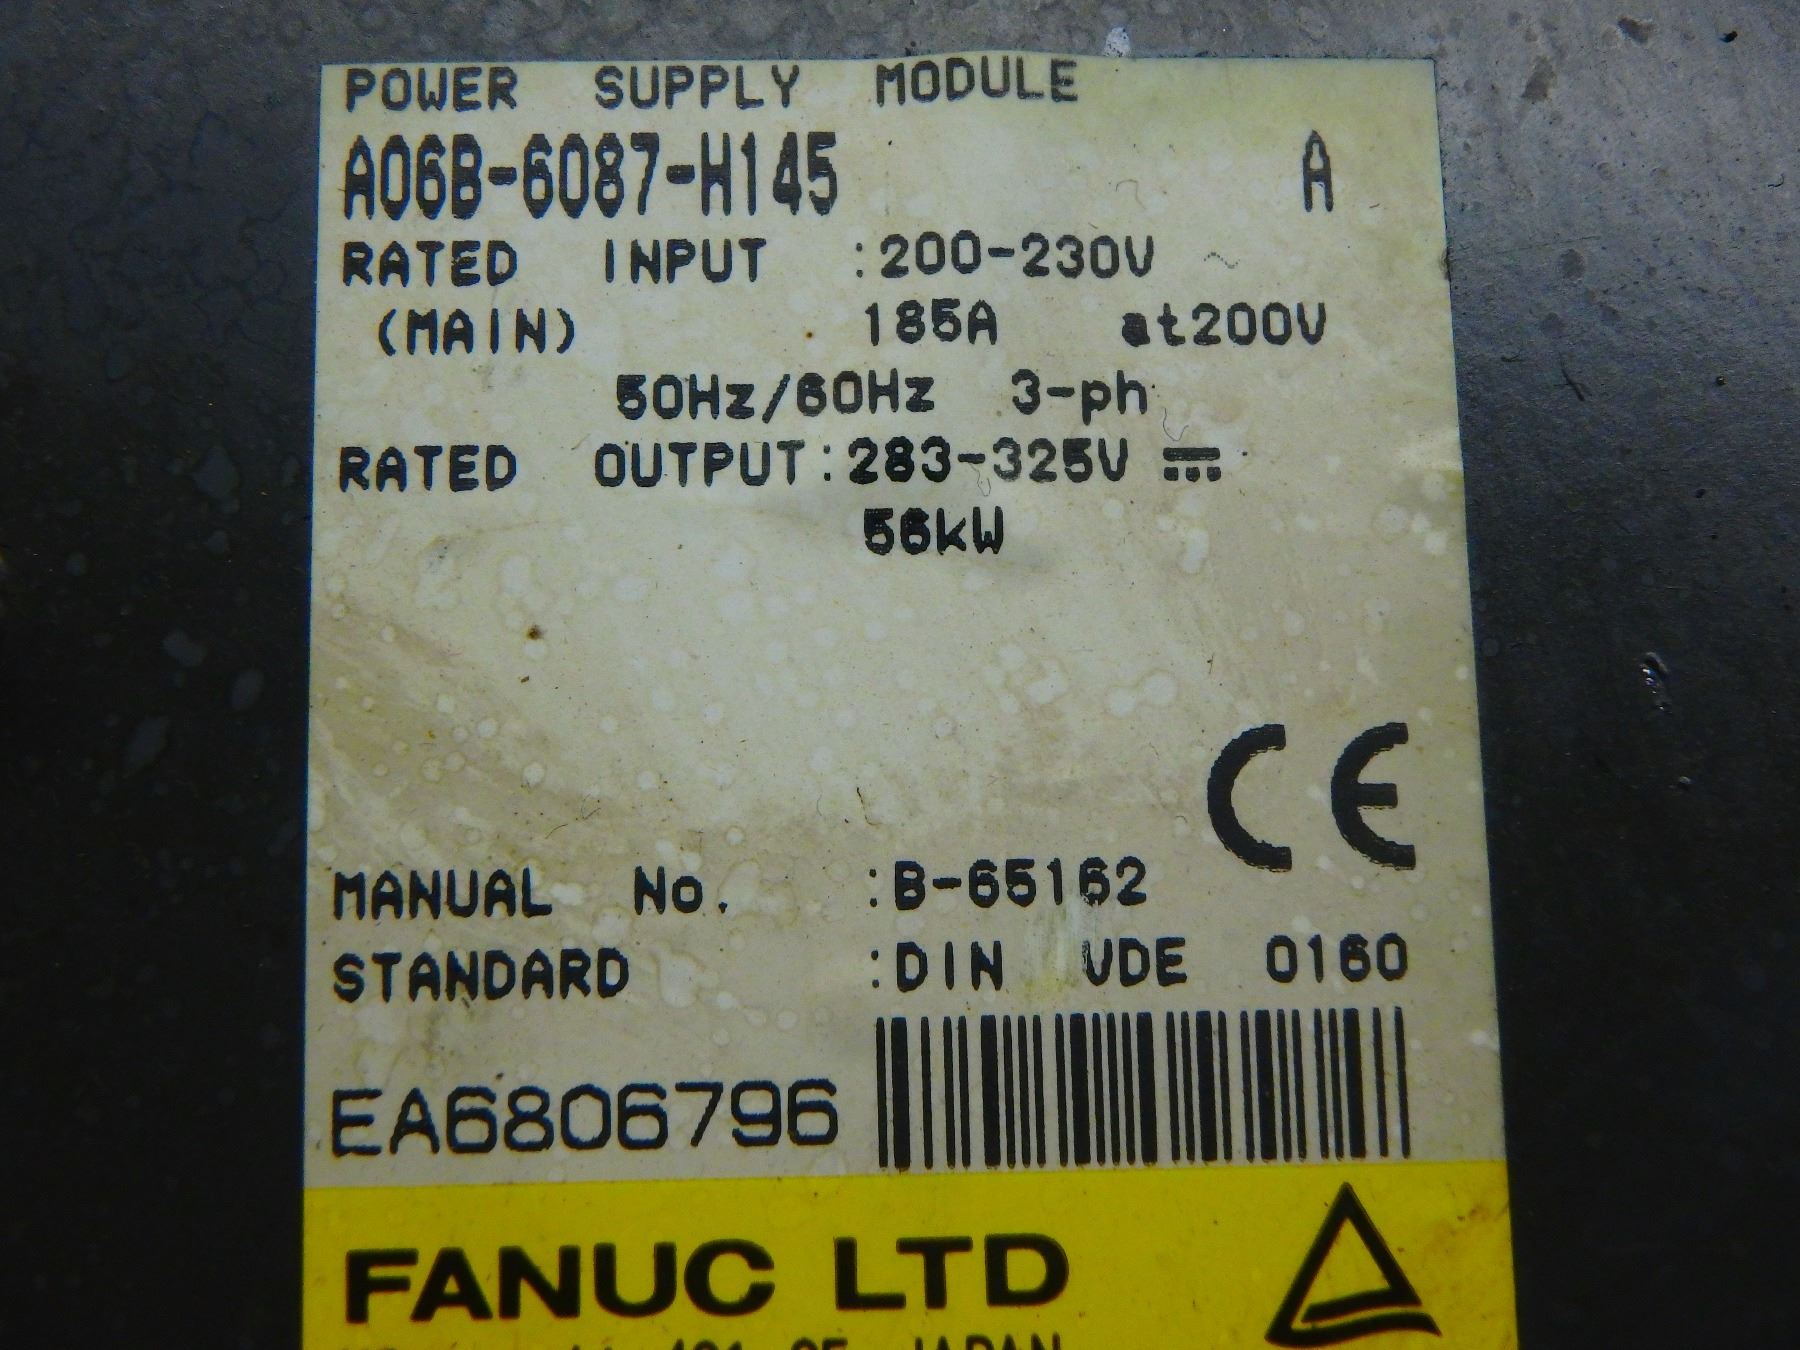 POWER SUPPLY MODULE
A06B-6087-H145 A
RATED INPUT :200-230V ~
(MAIN) 185A at200V
50Hz/60Hz 3-ph
RATED OUTPUT:283-325V ⎓
56kW
CE
MANUAL No. :B-65162
STANDARD :DIN VDE 0160
EA6806796
FANUC LTD
JAPAN